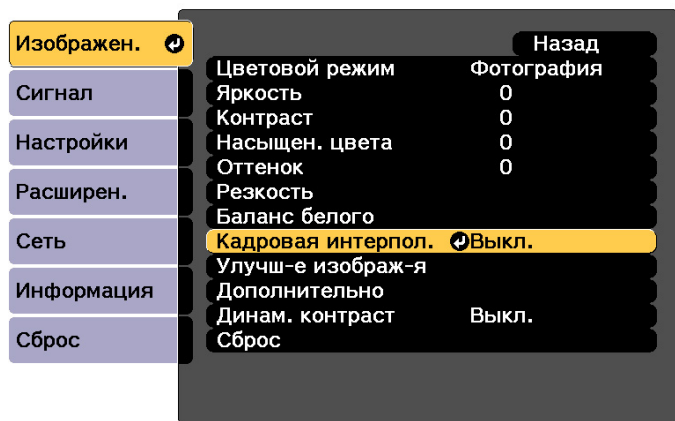 Изображен.
Сигнал
Настройки
Расширен.
Сеть
Информация
Сброс
Назад
Цветовой режим Фотография
Яркость 0
Контраст 0
Насыщен. цвета 0
Оттенок 0
Резкость
Баланс белого
Кадровая интерпол. Выкл.
Улучш-е изображ-я
Дополнительно
Динам. контраст Выкл.
Сброс